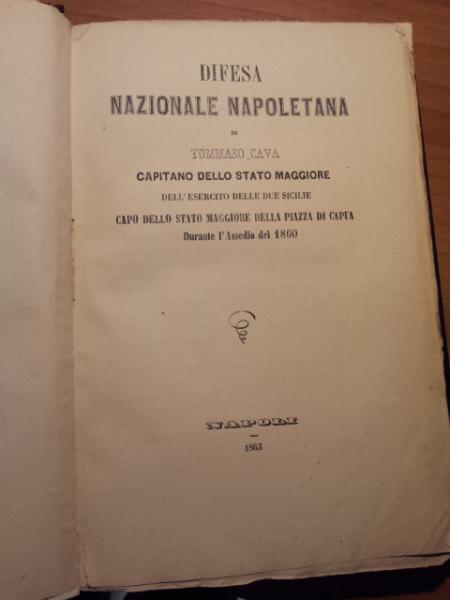 DIFESA
NAZIONALE NAPOLETANA
DI
TOMMASO CAVA
CAPITANO DELLO STATO MAGGIORE
DELL'ESERCITO DELLE DUE SICILIE
CAPO DELLO STATO MAGGIORE DELLA PIAZZA DI CAPUA
Durante l'Assedio del 1860
NAPOLI
1863